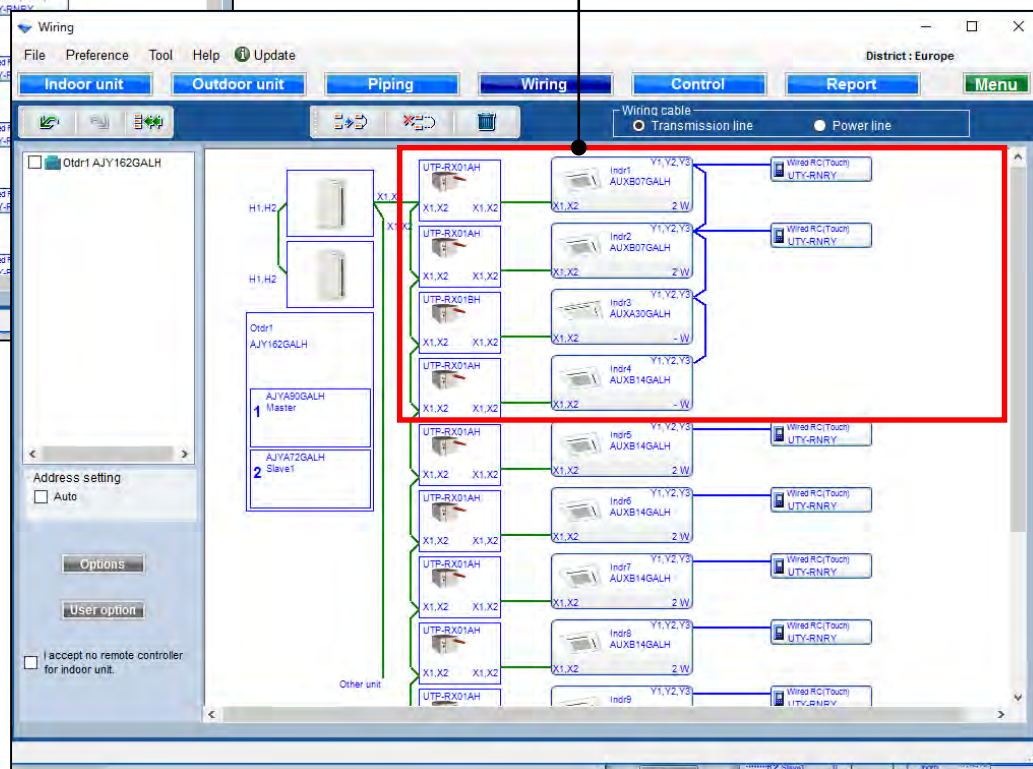 Wiring
File Preference Tool Help Update
District : Europe
Indoor unit Outdoor unit Piping Wiring Control Report Menu
Wiring cable
Transmission line Power line
Otdr1 AJY162GALH
Address setting
Auto
Options
User option
I accept no remote controller
for indoor unit.
H1,H2
H1,H2
Otdr1
AJY162GALH
AJYA90GALH
1 Master
AJYA72GALH
2 Slave1
Other unit
X1,X2
UTP-RX01AH
X1,X2 X1,X2
Indr1
AUXB07GALH
Y1,Y2,Y3
X1,X2 2 W
Wired RC(Touch)
UTY-RNRY
UTP-RX01AH
X1,X2 X1,X2
Indr2
AUXB07GALH
Y1,Y2,Y3
X1,X2 2 W
Wired RC(Touch)
UTY-RNRY
UTP-RX01BH
X1,X2 X1,X2
Indr3
AUXA30GALH
Y1,Y2,Y3
X1,X2 - W
UTP-RX01AH
X1,X2 X1,X2
Indr4
AUXB14GALH
Y1,Y2,Y3
X1,X2 - W
UTP-RX01AH
X1,X2 X1,X2
Indr5
AUXB14GALH
Y1,Y2,Y3
X1,X2 2 W
Wired RC(Touch)
UTY-RNRY
UTP-RX01AH
X1,X2 X1,X2
Indr6
AUXB14GALH
Y1,Y2,Y3
X1,X2 2 W
Wired RC(Touch)
UTY-RNRY
UTP-RX01AH
X1,X2 X1,X2
Indr7
AUXB14GALH
Y1,Y2,Y3
X1,X2 2 W
Wired RC(Touch)
UTY-RNRY
UTP-RX01AH
X1,X2 X1,X2
Indr8
AUXB14GALH
Y1,Y2,Y3
X1,X2 2 W
Wired RC(Touch)
UTY-RNRY
UTP-RX01AH
Indr9
Y1,Y2,Y3
Wired RC(Touch)
UTY-RNRY